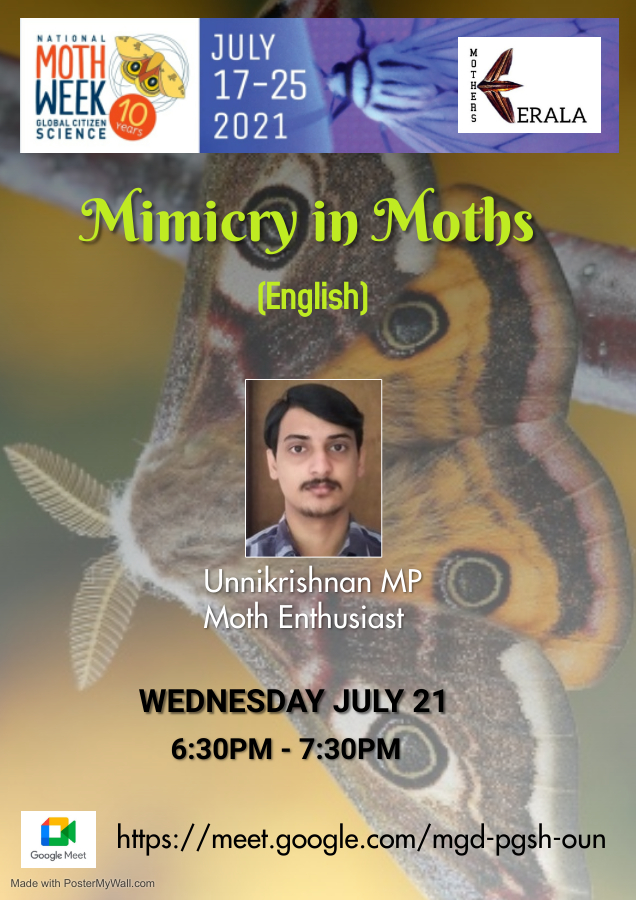 NATIONAL
MOTH
WEEK
GLOBAL CITIZEN
SCIENCE
10
years
JULY
17-25
2021
MOTHERS
KERALA
Mimicry in Moths
(English)
Unnikrishnan MP
Moth Enthusiast
WEDNESDAY JULY 21
6:30PM - 7:30PM
Google Meet
https://meet.google.com/mgd-pgsh-oun
Made with PosterMyWall.com